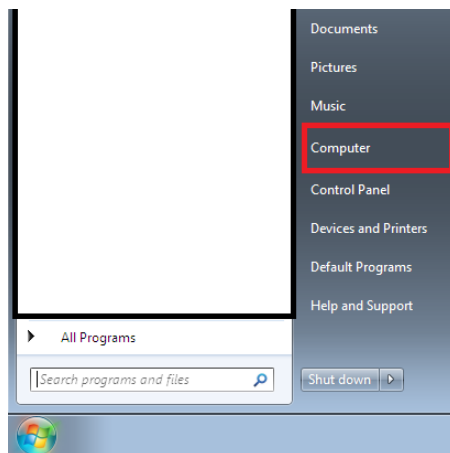 Documents
Pictures
Music
Computer
Control Panel
Devices and Printers
Default Programs
Help and Support
All Programs
Search programs and files
Shut down